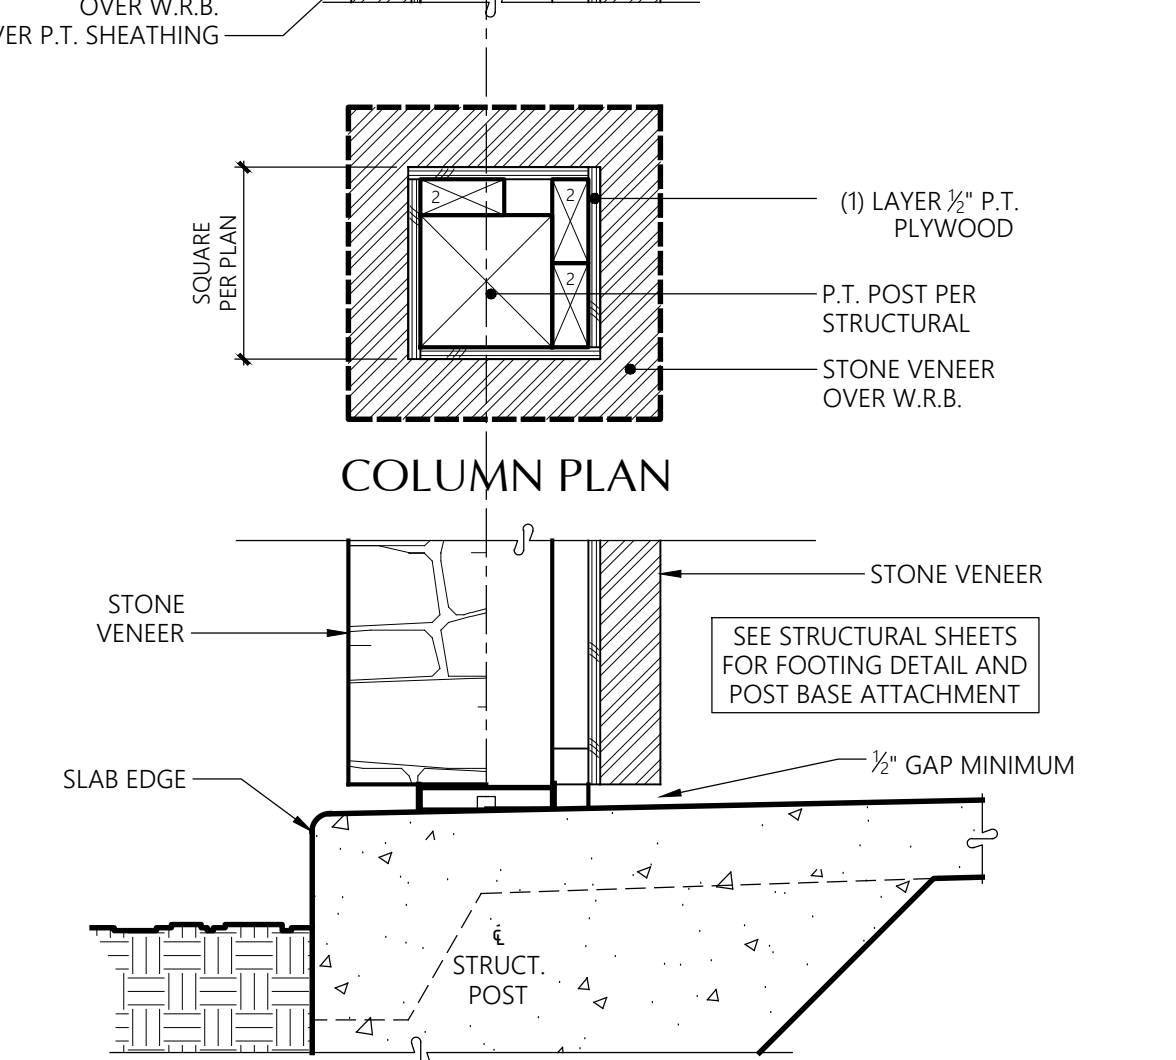 OVER W.R.B.
VER P.T. SHEATHING
SQUARE
PER PLAN
2
2
2
(1) LAYER ½" P.T.
PLYWOOD
P.T. POST PER
STRUCTURAL
STONE VENEER
OVER W.R.B.
COLUMN PLAN
STONE
VENEER
STONE VENEER
SEE STRUCTURAL SHEETS
FOR FOOTING DETAIL AND
POST BASE ATTACHMENT
SLAB EDGE
½" GAP MINIMUM
℄
STRUCT.
POST